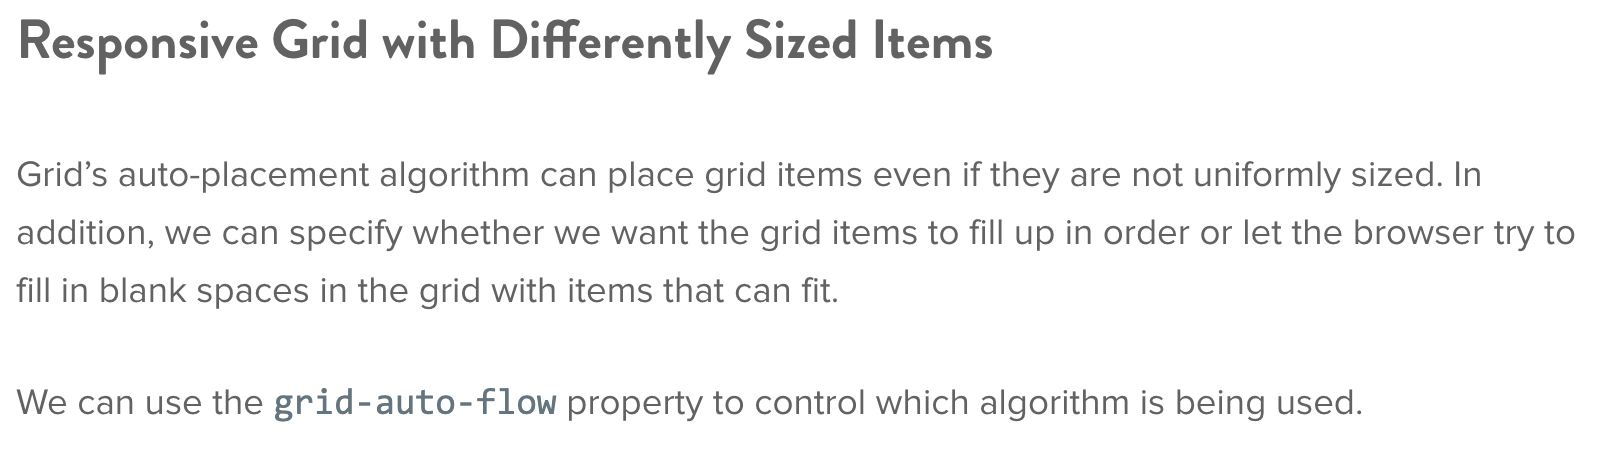 Responsive Grid with Differently Sized Items
Grid’s auto-placement algorithm can place grid items even if they are not uniformly sized. In
addition, we can specify whether we want the grid items to fill up in order or let the browser try to
fill in blank spaces in the grid with items that can fit.
We can use the grid-auto-flow property to control which algorithm is being used.